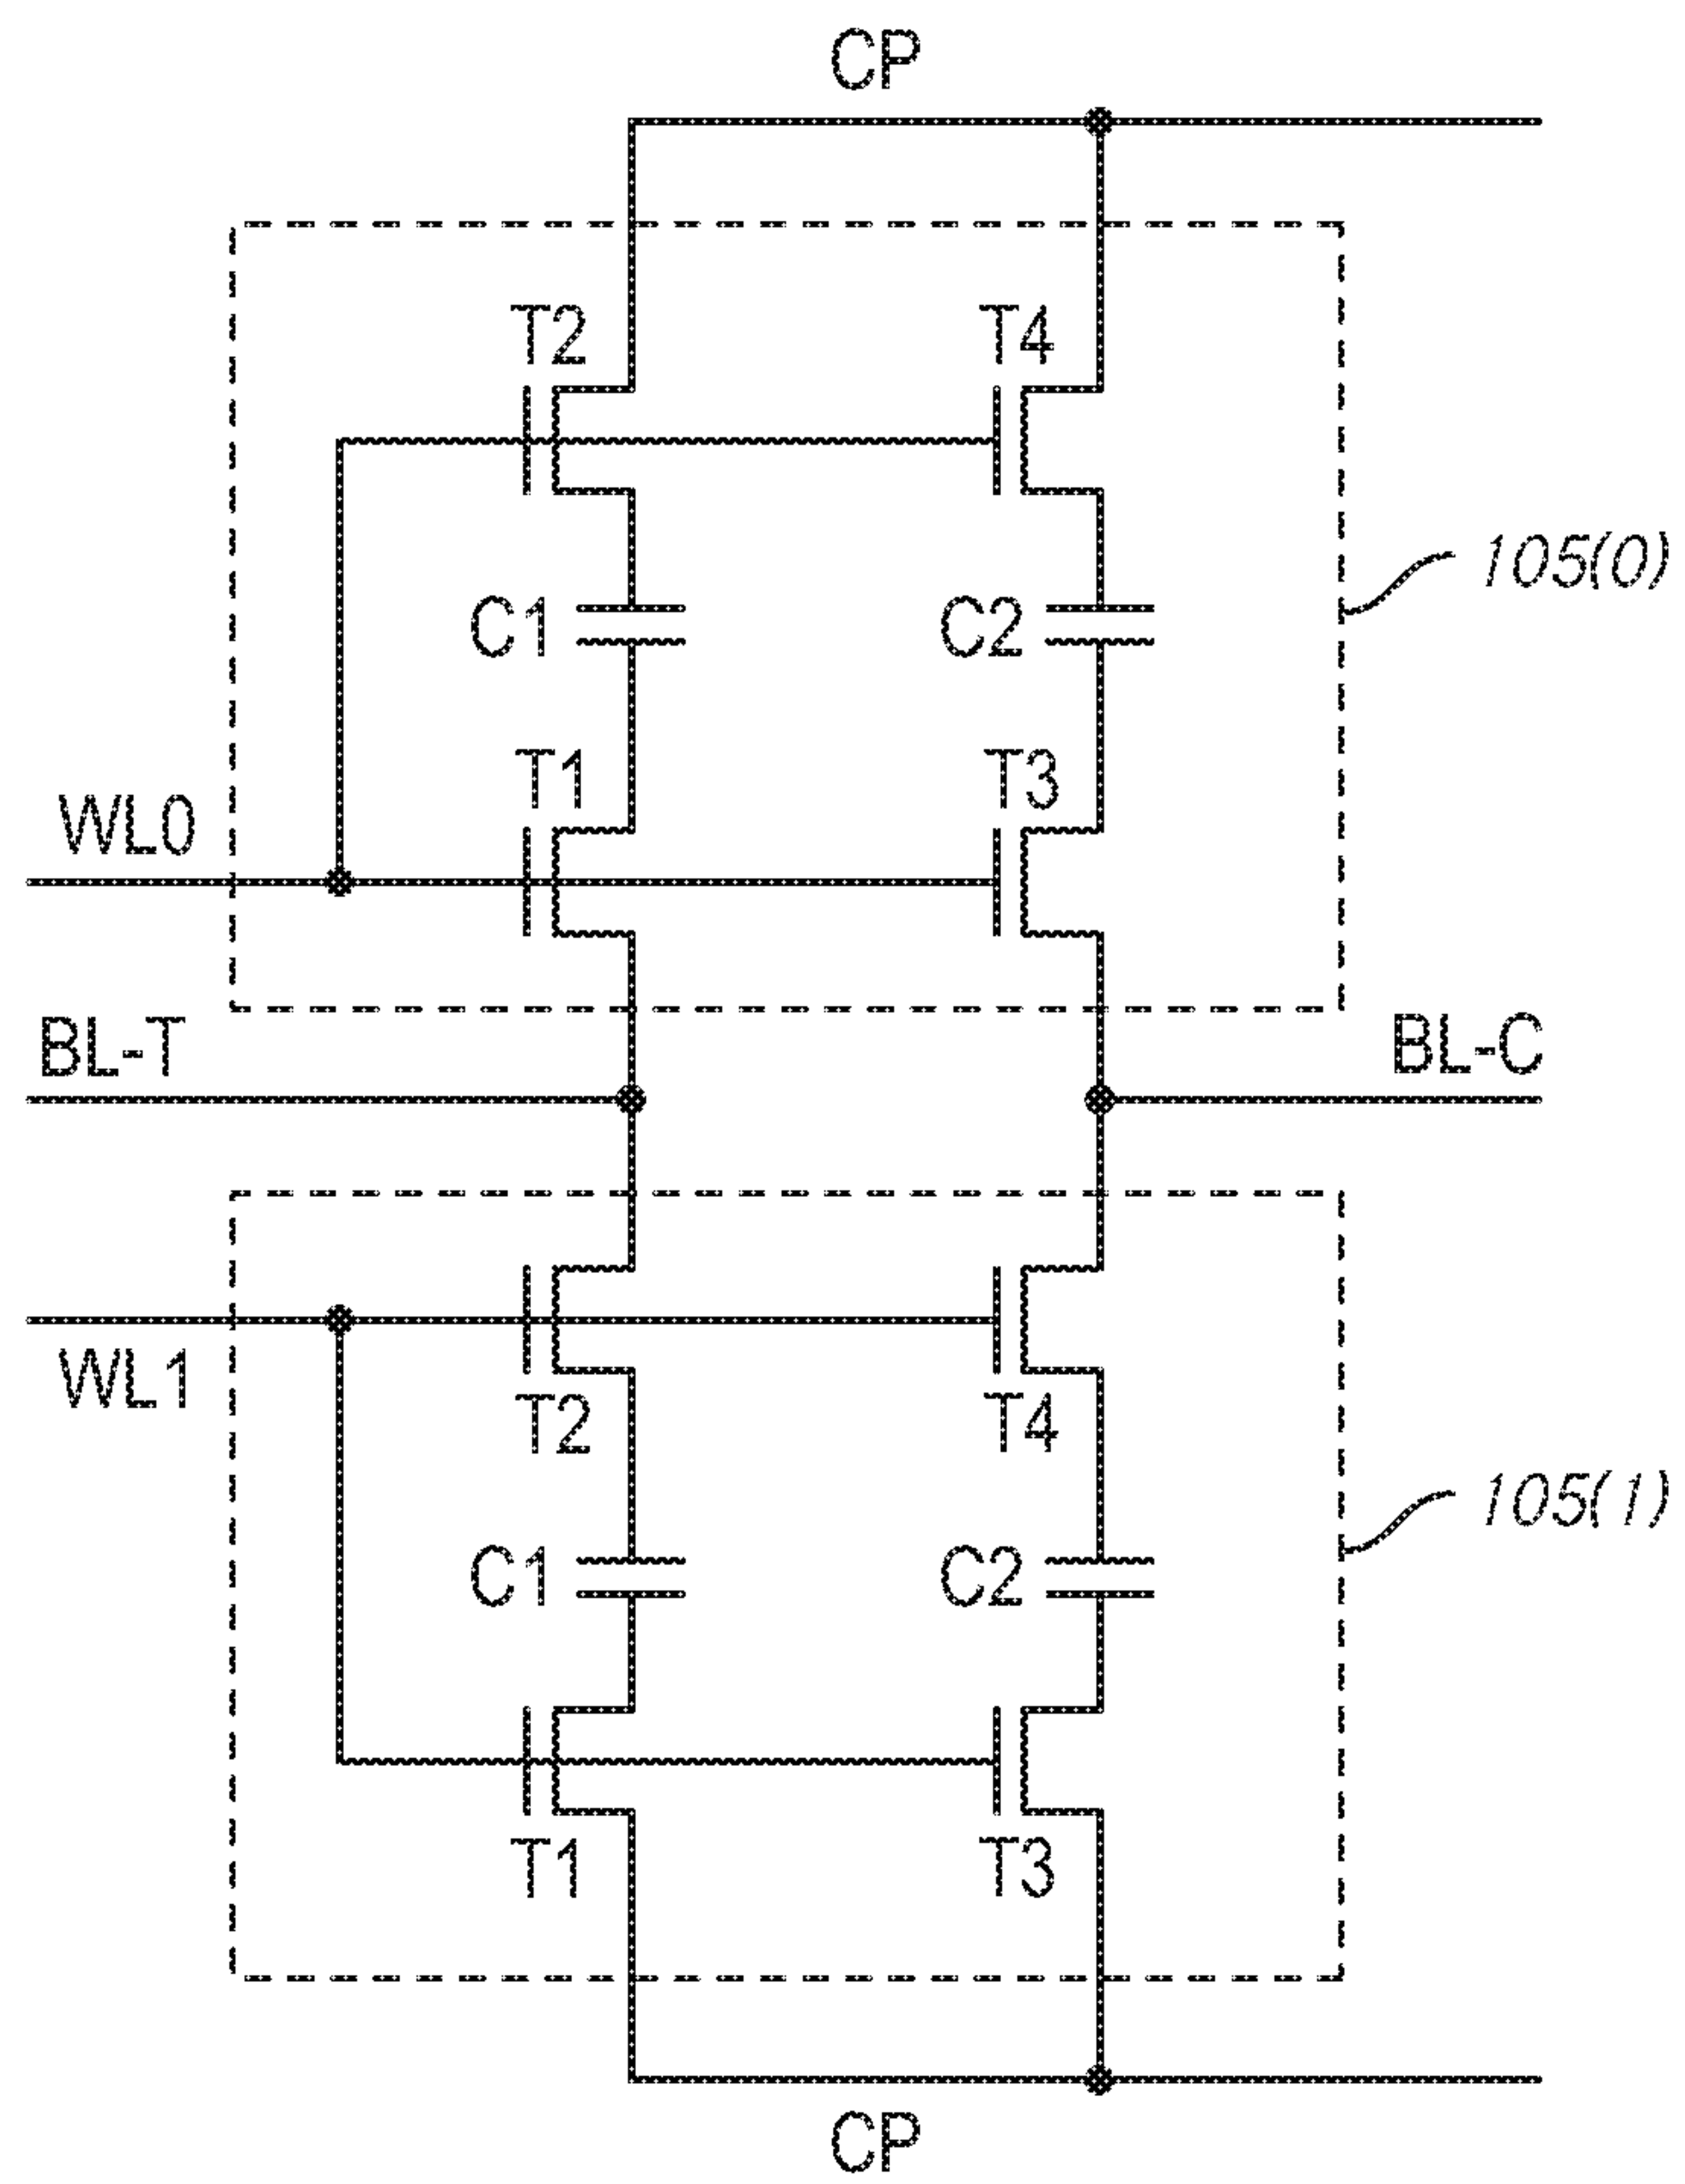 CP
T2 T4
105(0)
C1 C2
T1 T3
WL0
BL-T BL-C
WL1
T2 T4
105(1)
C1 C2
T1 T3
CP